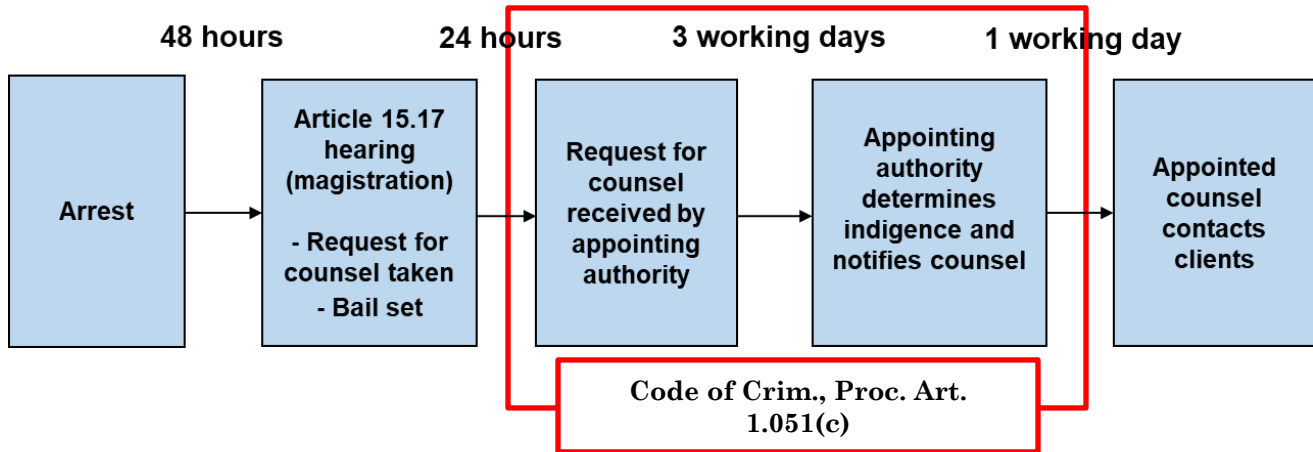 48 hours
24 hours
3 working days
1 working day
Arrest
Article 15.17
hearing
(magistration)
- Request for
counsel taken
- Bail set
Request for
counsel
received by
appointing
authority
Appointing
authority
determines
indigence and
notifies counsel
Appointed
counsel
contacts
clients
Code of Crim., Proc. Art.
1.051(c)